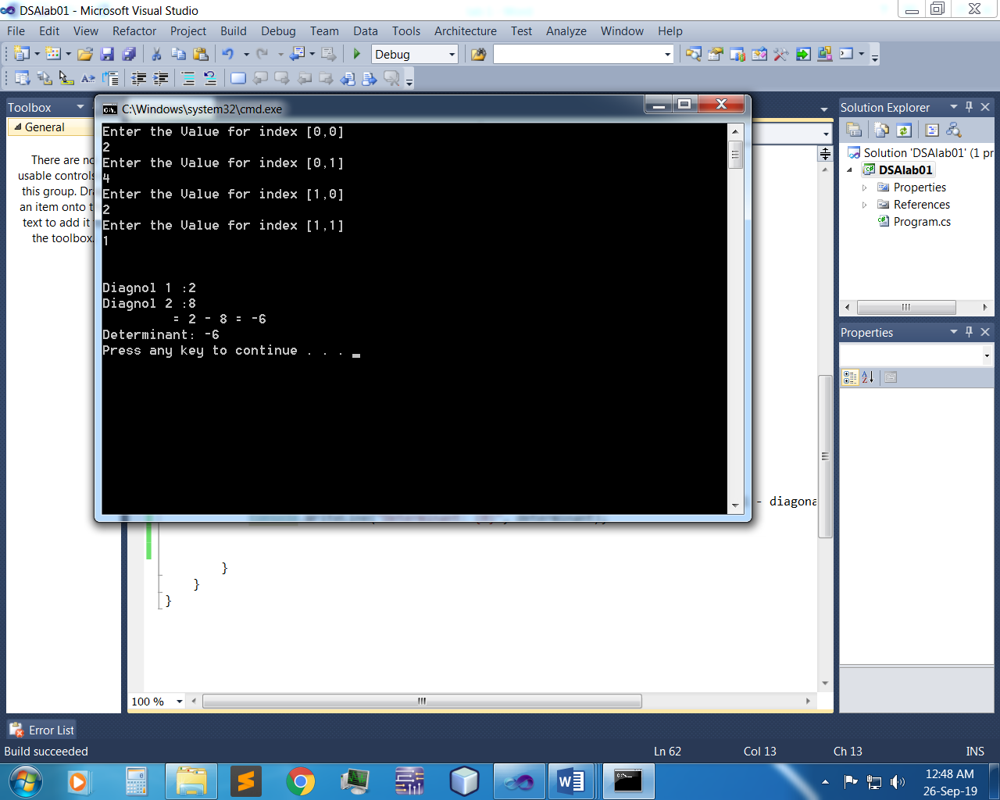 DSAlab01 - Microsoft Visual Studio
File Edit View Refactor Project Build Debug Team Data Tools Architecture Test Analyze Window Help
Debug
Toolbox
General
There are no
usable controls
this group. Dra
an item onto t
text to add it
the toolbox.
C:\Windows\system32\cmd.exe
Enter the Value for index [0,0]
2
Enter the Value for index [0,1]
4
Enter the Value for index [1,0]
2
Enter the Value for index [1,1]
1
Diagnol 1 :2
Diagnol 2 :8
= 2 - 8 = -6
Determinant: -6
Press any key to continue . . .
- diagona
}
}
}
100 %
Solution Explorer
Solution 'DSAlab01' (1 pr
DSAlab01
Properties
References
Program.cs
Properties
Error List
Build succeeded
Ln 62 Col 13 Ch 13 INS
12:48 AM
26-Sep-19